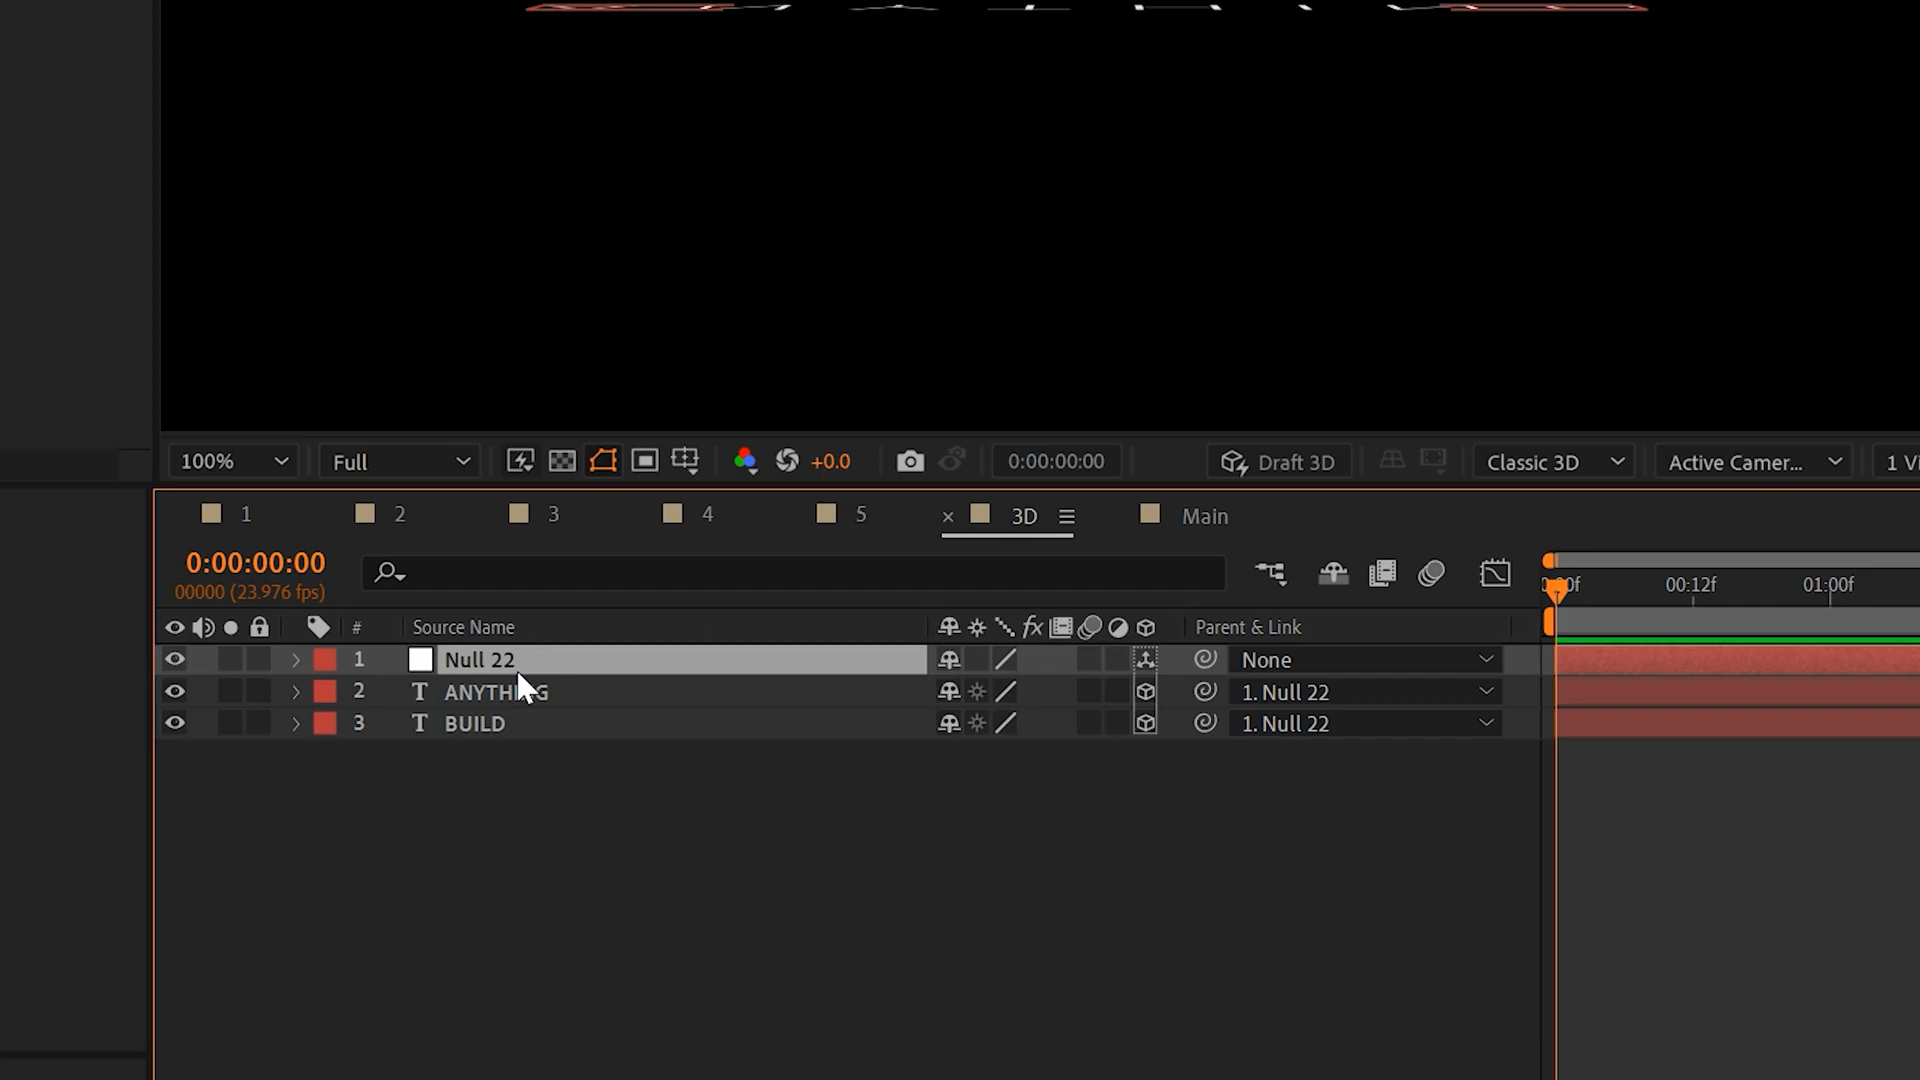 100% Full +0.0 0:00:00:00 Draft 3D Classic 3D Active Camer... 1 Vi
1 2 3 4 5 × 3D Main
0:00:00:00
00000 (23.976 fps)
00:12f 01:00f
# Source Name fx Parent & Link
1 Null 22 None
2 T ANYTHING 1. Null 22
3 T BUILD 1. Null 22